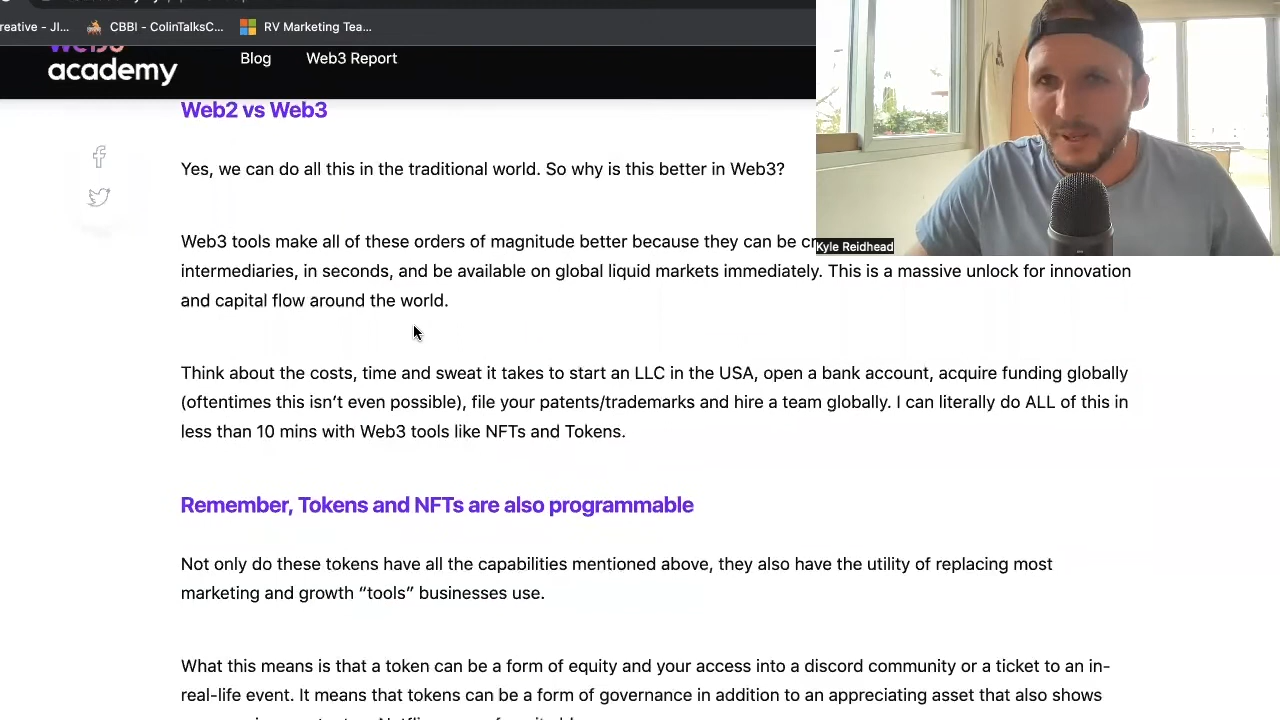 reative - JI...
CBBI - ColinTalksC...
RV Marketing Tea...
web3
academy
Blog
Web3 Report
Web2 vs Web3
Yes, we can do all this in the traditional world. So why is this better in Web3?
Web3 tools make all of these orders of magnitude better because they can be cr
Kyle Reidhead
intermediaries, in seconds, and be available on global liquid markets immediately. This is a massive unlock for innovation
and capital flow around the world.
Think about the costs, time and sweat it takes to start an LLC in the USA, open a bank account, acquire funding globally
(oftentimes this isn’t even possible), file your patents/trademarks and hire a team globally. I can literally do ALL of this in
less than 10 mins with Web3 tools like NFTs and Tokens.
Remember, Tokens and NFTs are also programmable
Not only do these tokens have all the capabilities mentioned above, they also have the utility of replacing most
marketing and growth “tools” businesses use.
What this means is that a token can be a form of equity and your access into a discord community or a ticket to an in-
real-life event. It means that tokens can be a form of governance in addition to an appreciating asset that also shows